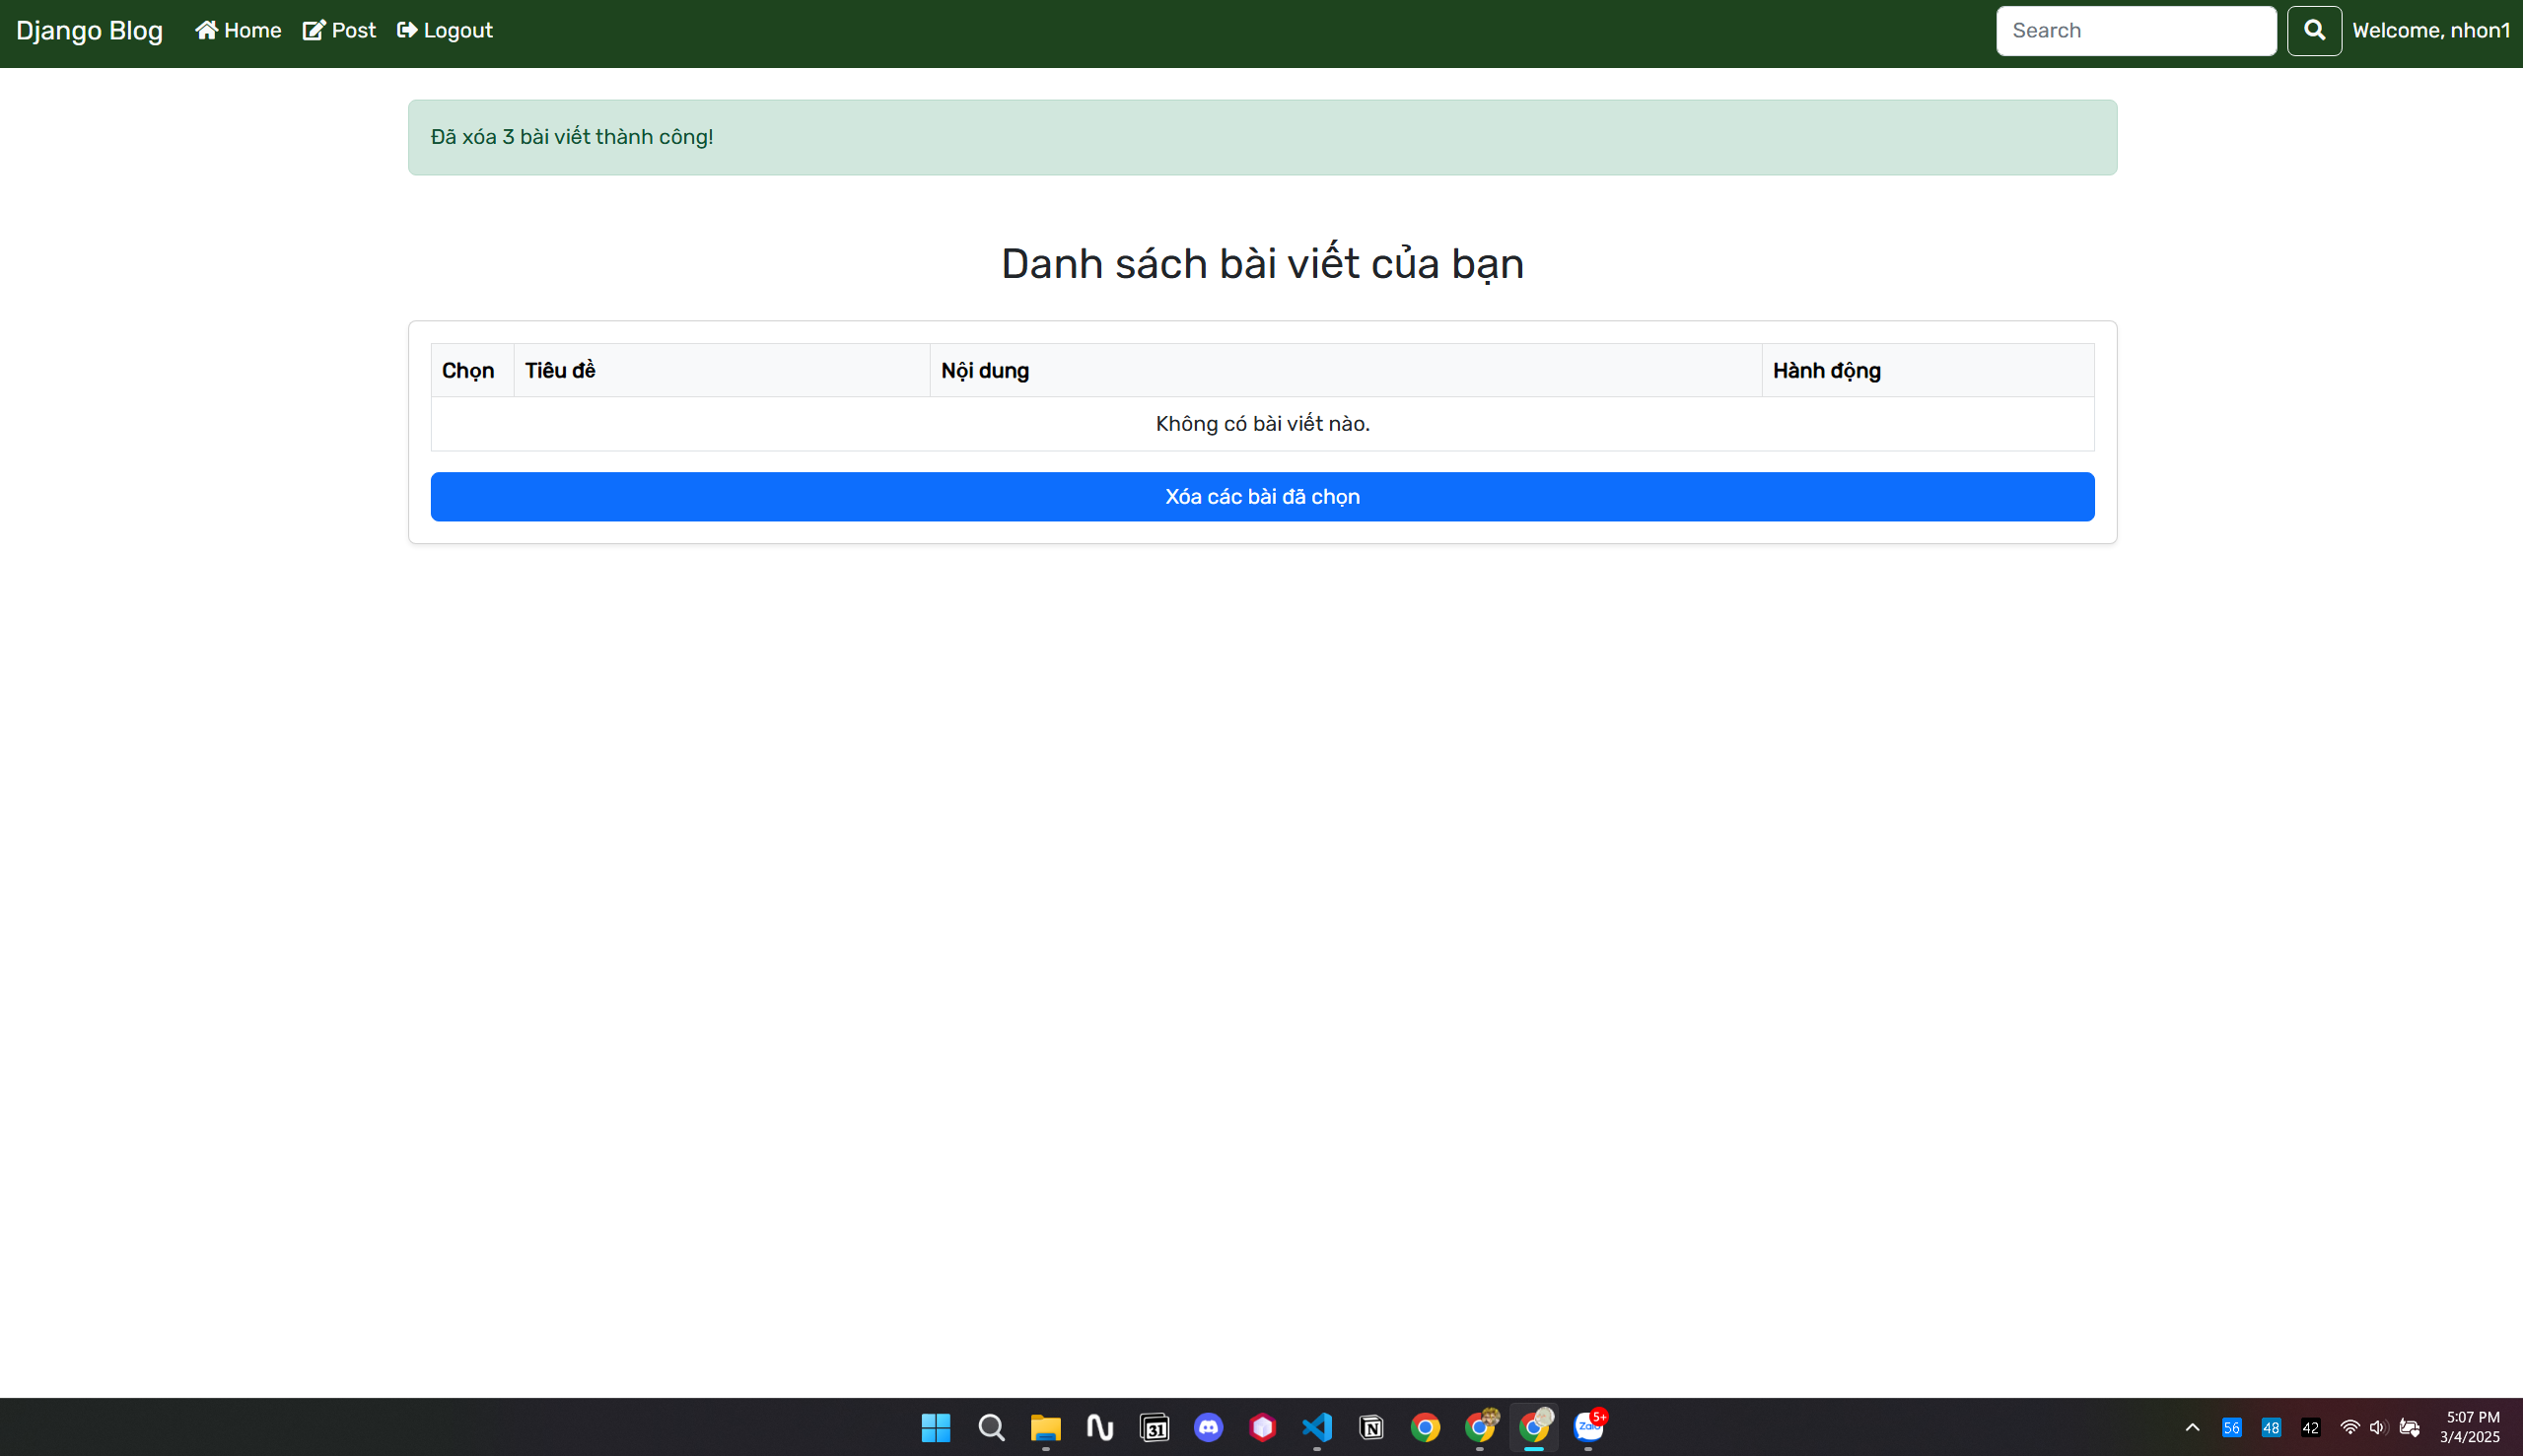 Django Blog Home Post Logout Search Welcome, nhon1
Đã xóa 3 bài viết thành công!
Danh sách bài viết của bạn
Chọn Tiêu đề Nội dung Hành động
Không có bài viết nào.
Xóa các bài đã chọn
31 N Zalo 5+ 56 48 42 5:07 PM
3/4/2025